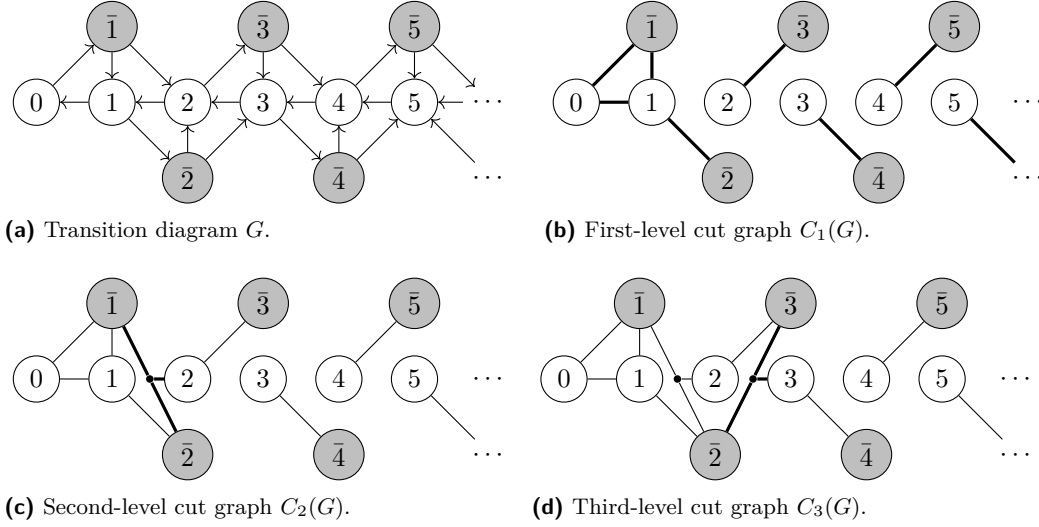 1̄ 3̄ 5̄
0 1 2 3 4 5 ⋯
2̄ 4̄ ⋯
(a) Transition diagram G.
1̄ 3̄ 5̄
0 1 2 3 4 5 ⋯
2̄ 4̄ ⋯
(b) First-level cut graph C₁(G).
1̄ 3̄ 5̄
0 1 2 3 4 5 ⋯
2̄ 4̄ ⋯
(c) Second-level cut graph C₂(G).
1̄ 3̄ 5̄
0 1 2 3 4 5 ⋯
2̄ 4̄ ⋯
(d) Third-level cut graph C₃(G).